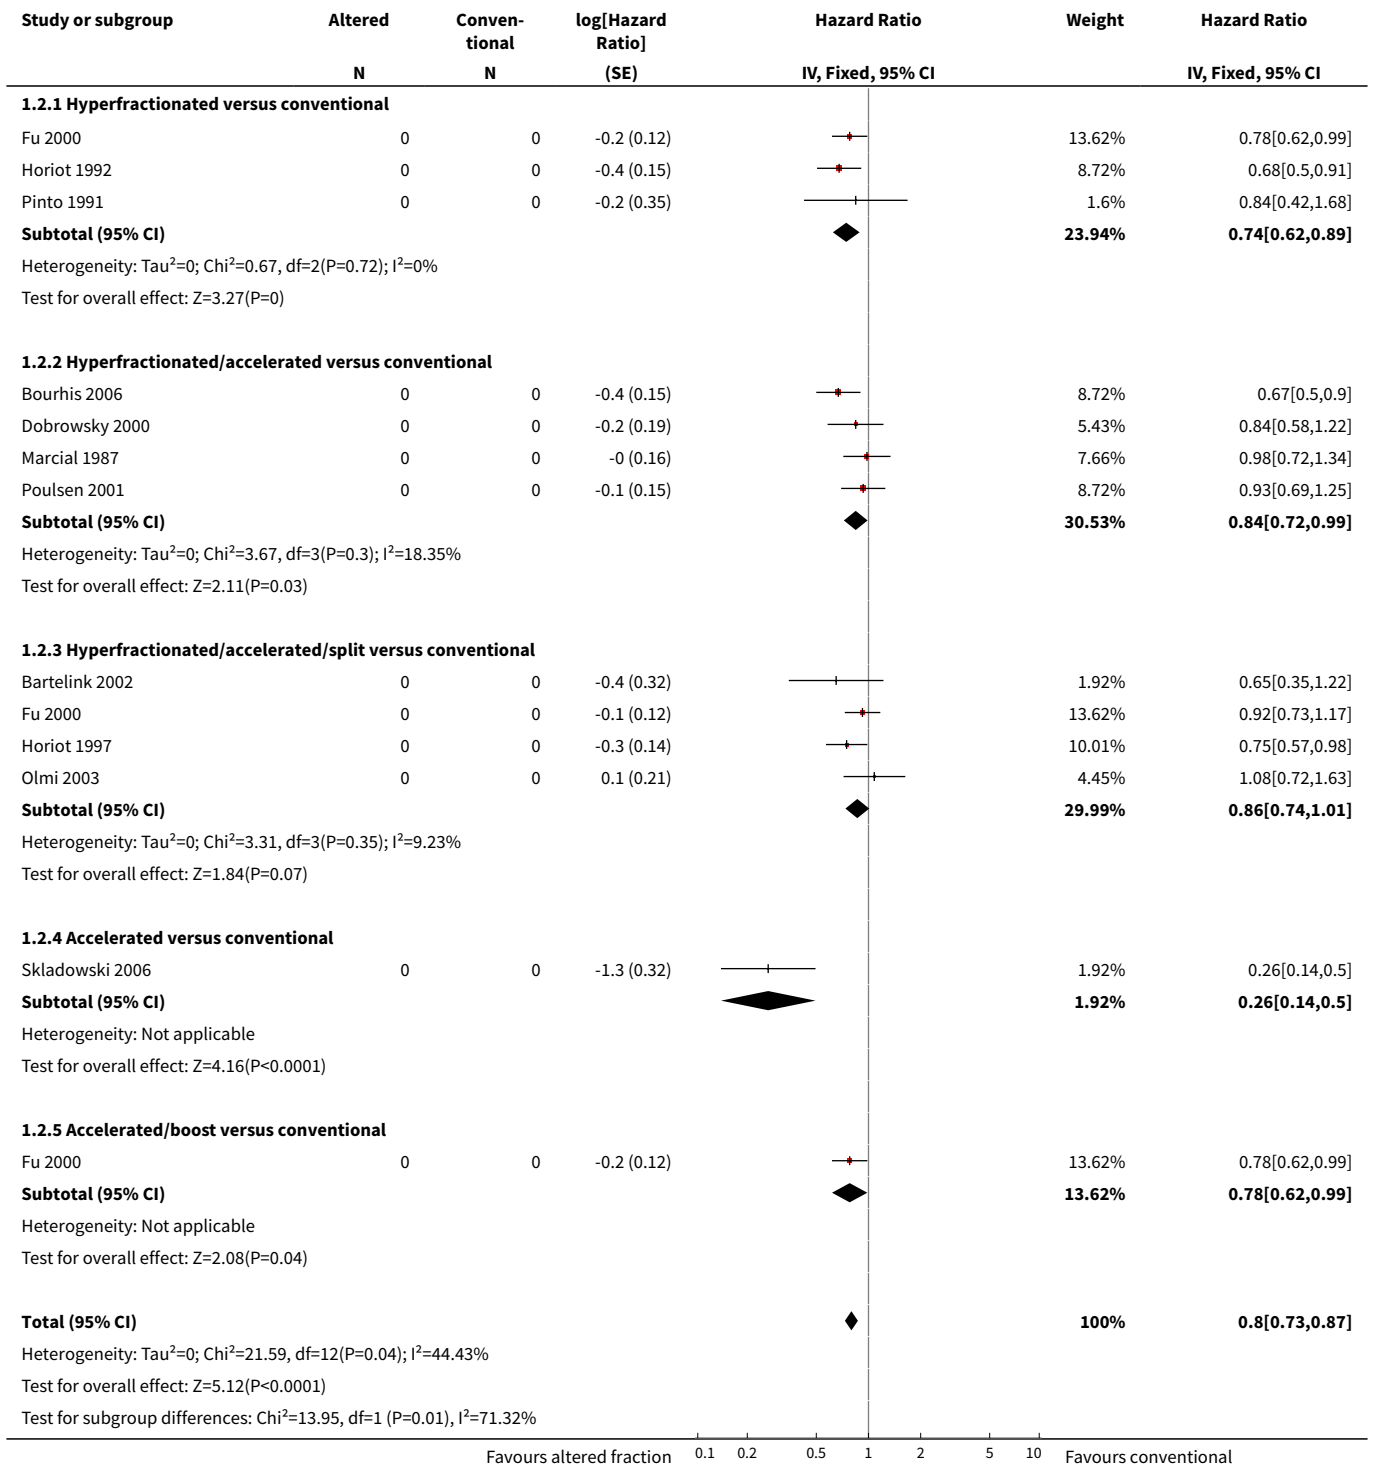 Study or subgroup Altered Conven- log[Hazard Hazard Ratio Weight Hazard Ratio
tional Ratio]
N N (SE) IV, Fixed, 95% CI IV, Fixed, 95% CI
1.2.1 Hyperfractionated versus conventional
Fu 2000 0 0 -0.2 (0.12) 13.62% 0.78[0.62,0.99]
Horiot 1992 0 0 -0.4 (0.15) 8.72% 0.68[0.5,0.91]
Pinto 1991 0 0 -0.2 (0.35) 1.6% 0.84[0.42,1.68]
Subtotal (95% CI) 23.94% 0.74[0.62,0.89]
Heterogeneity: Tau²=0; Chi²=0.67, df=2(P=0.72); I²=0%
Test for overall effect: Z=3.27(P=0)
1.2.2 Hyperfractionated/accelerated versus conventional
Bourhis 2006 0 0 -0.4 (0.15) 8.72% 0.67[0.5,0.9]
Dobrowsky 2000 0 0 -0.2 (0.19) 5.43% 0.84[0.58,1.22]
Marcial 1987 0 0 -0 (0.16) 7.66% 0.98[0.72,1.34]
Poulsen 2001 0 0 -0.1 (0.15) 8.72% 0.93[0.69,1.25]
Subtotal (95% CI) 30.53% 0.84[0.72,0.99]
Heterogeneity: Tau²=0; Chi²=3.67, df=3(P=0.3); I²=18.35%
Test for overall effect: Z=2.11(P=0.03)
1.2.3 Hyperfractionated/accelerated/split versus conventional
Bartelink 2002 0 0 -0.4 (0.32) 1.92% 0.65[0.35,1.22]
Fu 2000 0 0 -0.1 (0.12) 13.62% 0.92[0.73,1.17]
Horiot 1997 0 0 -0.3 (0.14) 10.01% 0.75[0.57,0.98]
Olmi 2003 0 0 0.1 (0.21) 4.45% 1.08[0.72,1.63]
Subtotal (95% CI) 29.99% 0.86[0.74,1.01]
Heterogeneity: Tau²=0; Chi²=3.31, df=3(P=0.35); I²=9.23%
Test for overall effect: Z=1.84(P=0.07)
1.2.4 Accelerated versus conventional
Skladowski 2006 0 0 -1.3 (0.32) 1.92% 0.26[0.14,0.5]
Subtotal (95% CI) 1.92% 0.26[0.14,0.5]
Heterogeneity: Not applicable
Test for overall effect: Z=4.16(P<0.0001)
1.2.5 Accelerated/boost versus conventional
Fu 2000 0 0 -0.2 (0.12) 13.62% 0.78[0.62,0.99]
Subtotal (95% CI) 13.62% 0.78[0.62,0.99]
Heterogeneity: Not applicable
Test for overall effect: Z=2.08(P=0.04)
Total (95% CI) 100% 0.8[0.73,0.87]
Heterogeneity: Tau²=0; Chi²=21.59, df=12(P=0.04); I²=44.43%
Test for overall effect: Z=5.12(P<0.0001)
Test for subgroup differences: Chi²=13.95, df=1 (P=0.01), I²=71.32%
Favours altered fraction 0.1 0.2 0.5 1 2 5 10 Favours conventional